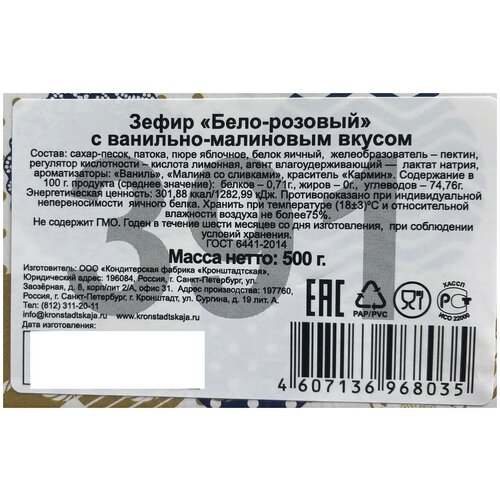 391
Зефир «Бело-розовый»
с ванильно-малиновым вкусом
Состав: сахар-песок, патока, пюре яблочное, белок яичный, желеобразователь – пектин,
регулятор кислотности – кислота лимонная, агент влагоудерживающий — лактат натрия,
ароматизаторы: «Ваниль», «Малина со сливками», краситель «Кармин». Содержание в
100 г. продукта (среднее значение): белков – 0,71г, жиров – 0г, углеводов – 74,76г.
Энергетическая ценность: 301,88 ккал/1282,99 кДж. Противопоказано при индивидуальной
непереносимости яичного белка. Хранить при температуре (18±3)°С и относительной
влажности воздуха не более75%.
Не содержит ГМО. Годен в течение шести месяцев со дня изготовления, при соблюдении
условий хранения.
ГОСТ 6441-2014
Масса нетто: 500 г.
Изготовитель: ООО «Кондитерская фабрика «Кронштадтская»,
Юридический адрес: 196084, Россия, г. Санкт-Петербург, ул.
Заозёрная, д. 8, корп/лит 2/А, офис 31. Адрес производства: 197760,
Россия, г. Санкт-Петербург, г. Кронштадт, ул. Сургина, д. 19 лит А.
Тел: (812) 311-20-11
info@kronstadtskaja.ru www.kronstadtskaja.ru
Дата изготовления:
EAC
PAP/PVC
ХАССП
ИСО 22000
4 607136 968035